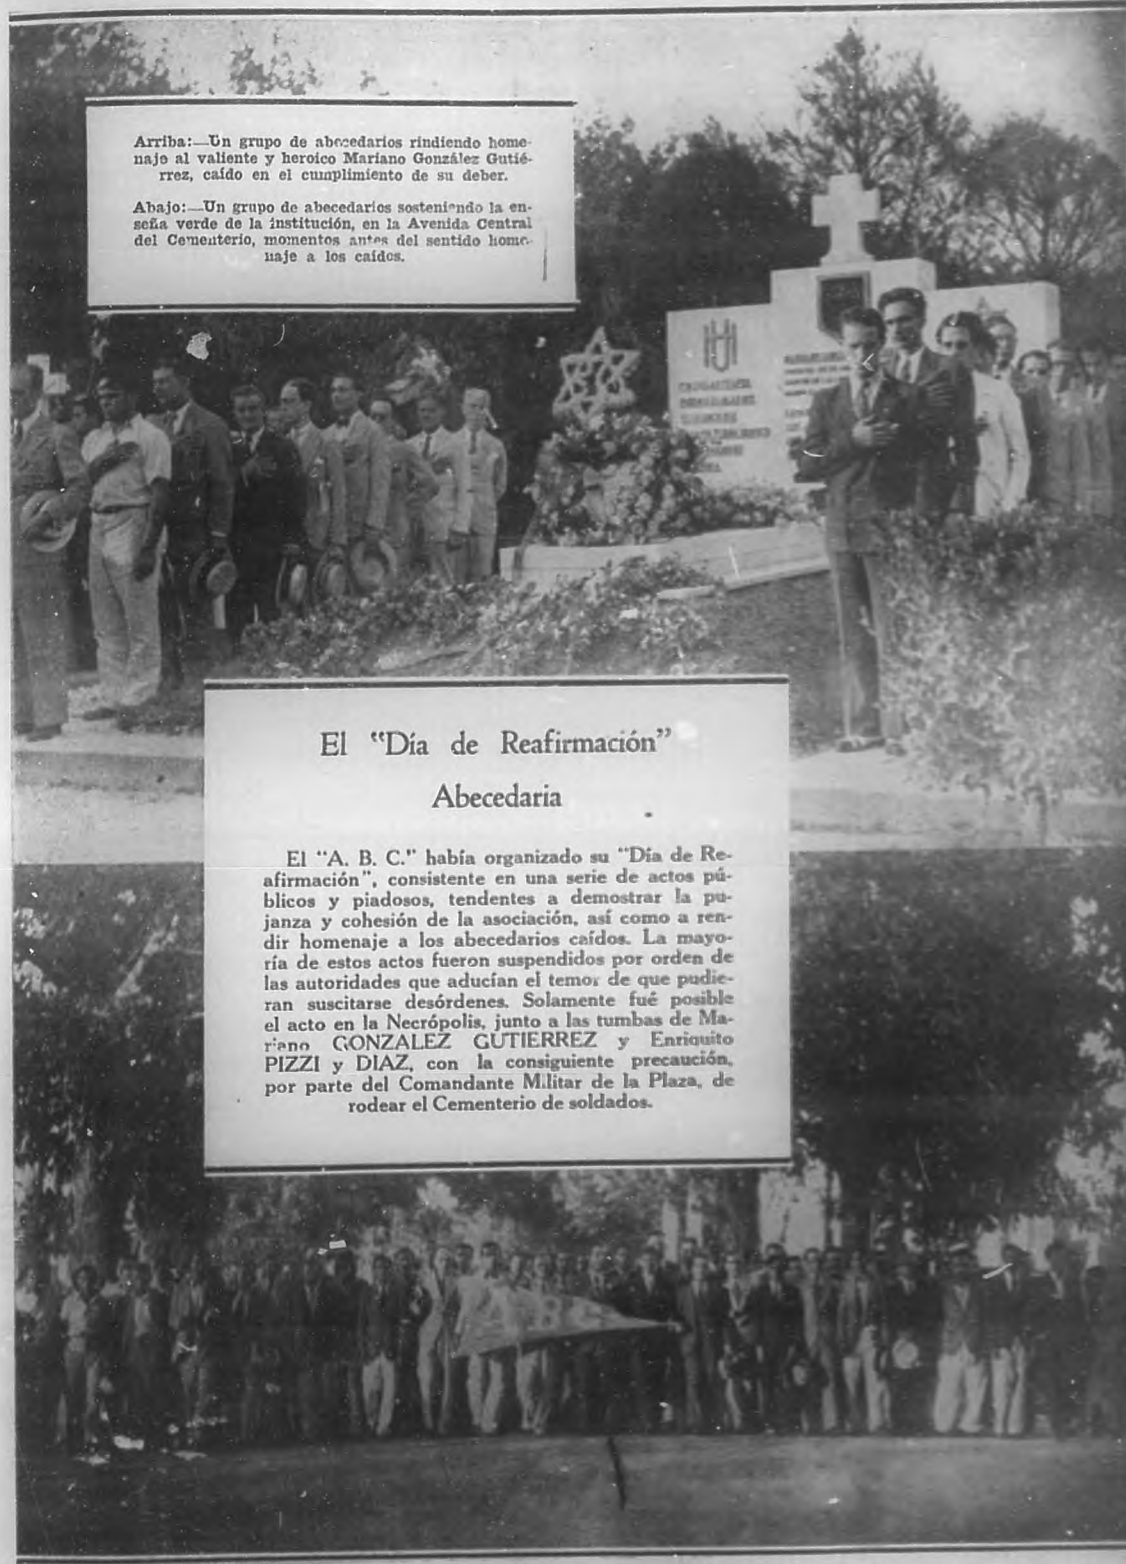 Arriba:—Un grupo de abecedarios rindiendo home-
naje al valiente y heroico Mariano González Gutié-
rrez, caído en el cumplimiento de su deber.
Abajo:—Un grupo de abecedarios sosteniendo la en-
seña verde de la institución, en la Avenida Central
del Cementerio, momentos antes del sentido home-
naje a los caídos.
El “Día de Reafirmación”
Abecedaria
El “A. B. C.” había organizado su “Día de Re-
afirmación”, consistente en una serie de actos pú-
blicos y piadosos, tendentes a demostrar la pu-
janza y cohesión de la asociación, así como a ren-
dir homenaje a los abecedarios caídos. La mayo-
ría de estos actos fueron suspendidos por orden de
las autoridades que aducían el temor de que pudie-
ran suscitarse desórdenes. Solamente fué posible
el acto en la Necrópolis, junto a las tumbas de Ma-
riano GONZALEZ GUTIERREZ y Enriquito
PIZZI y DIAZ, con la consiguiente precaución,
por parte del Comandante Militar de la Plaza, de
rodear el Cementerio de soldados.
ABC